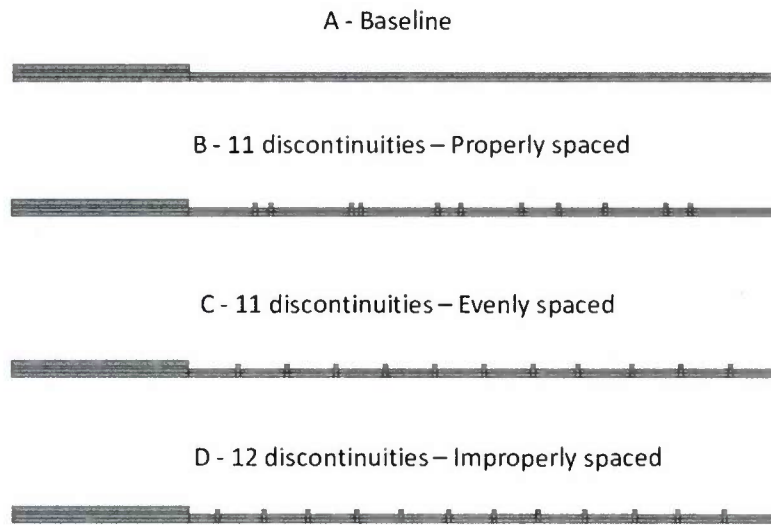 A - Baseline
B - 11 discontinuities – Properly spaced
C - 11 discontinuities – Evenly spaced
D - 12 discontinuities – Improperly spaced